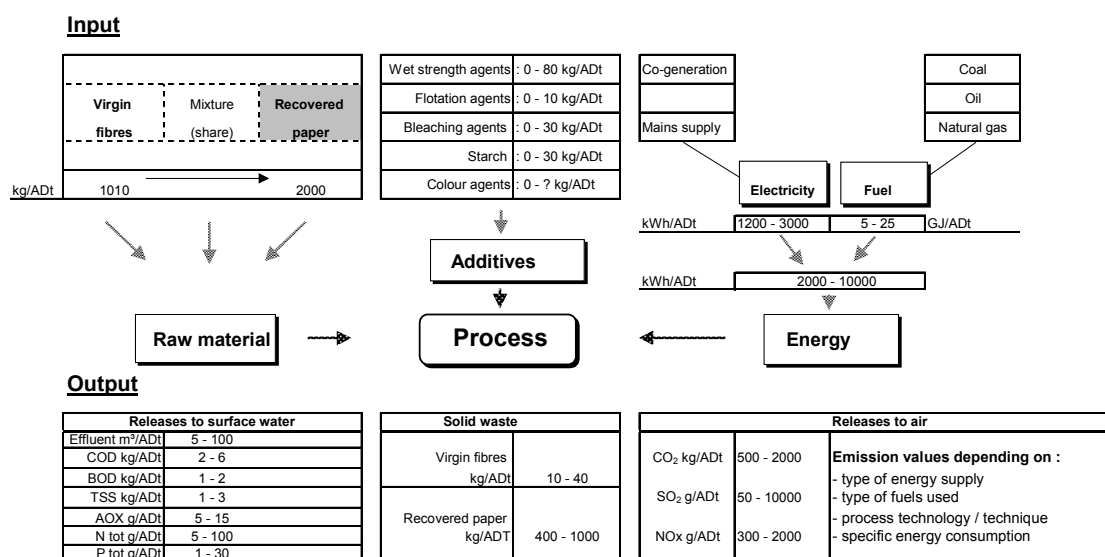 Input
Virgin fibres
Mixture (share)
Recovered paper
kg/ADt 1010 2000
Wet strength agents : 0 - 80 kg/ADt
Flotation agents : 0 - 10 kg/ADt
Bleaching agents : 0 - 30 kg/ADt
Starch : 0 - 30 kg/ADt
Colour agents : 0 - ? kg/ADt
Co-generation
Mains supply
Coal
Oil
Natural gas
Electricity
Fuel
kWh/ADt 1200 - 3000 5 - 25 GJ/ADt
kWh/ADt 2000 - 10000
Additives
Raw material
Process
Energy
Output
Releases to surface water
Effluent m³/ADt 5 - 100
COD kg/ADt 2 - 6
BOD kg/ADt 1 - 2
TSS kg/ADt 1 - 3
AOX g/ADt 5 - 15
N tot g/ADt 5 - 100
P tot g/ADt 1 - 30
Solid waste
Virgin fibres
kg/ADt 10 - 40
Recovered paper
kg/ADT 400 - 1000
Releases to air
CO₂ kg/ADt 500 - 2000
SO₂ g/ADt 50 - 10000
NOx g/ADt 300 - 2000
Emission values depending on :
- type of energy supply
- type of fuels used
- process technology / technique
- specific energy consumption